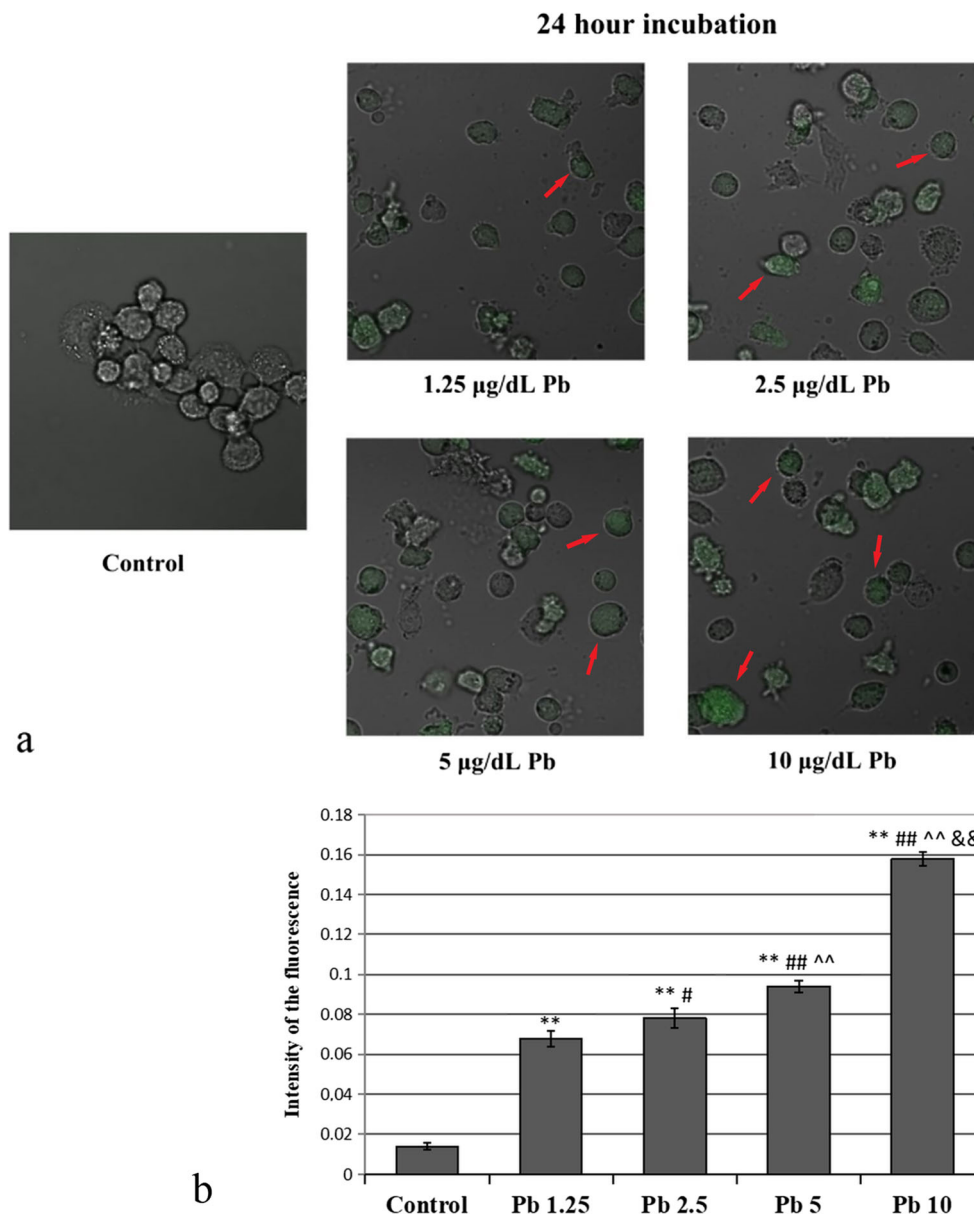 24 hour incubation
1.25 μg/dL Pb
2.5 μg/dL Pb
Control
5 μg/dL Pb
10 μg/dL Pb
a
Intensity of the fluorescence
0.18
0.16
0.14
0.12
0.1
0.08
0.06
0.04
0.02
0
**
** #
** ## ^^
** ## ^^ &&
Control
Pb 1.25
Pb 2.5
Pb 5
Pb 10
b